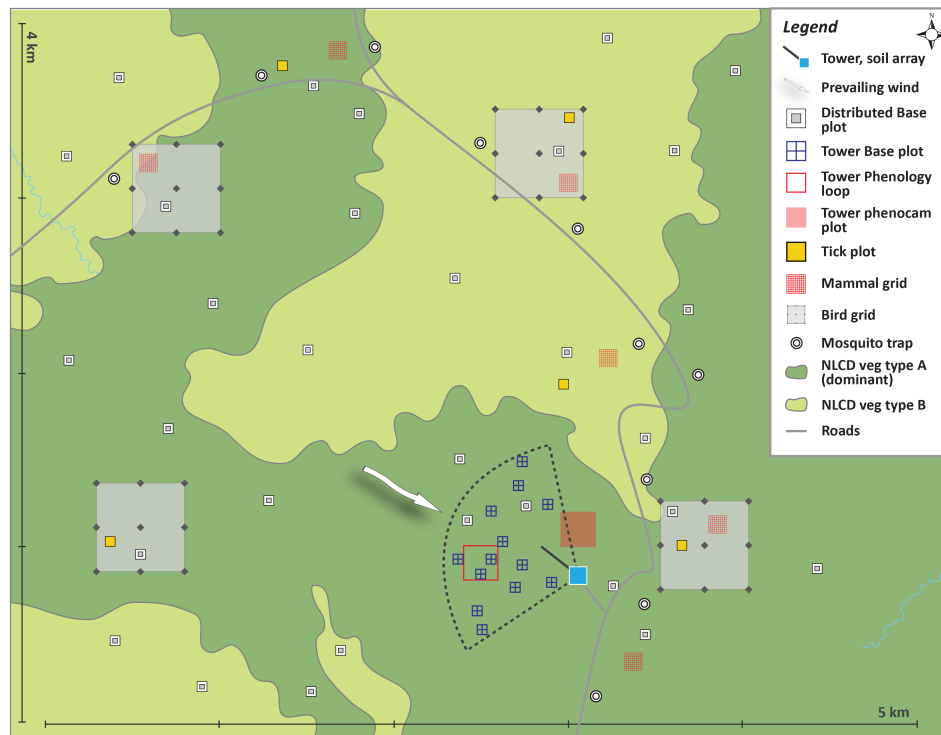 4 km
Legend
N
Tower, soil array
Prevailing wind
Distributed Base
plot
Tower Base plot
Tower Phenology
loop
Tower phenocam
plot
Tick plot
Mammal grid
Bird grid
Mosquito trap
NLCD veg type A
(dominant)
NLCD veg type B
Roads
5 km